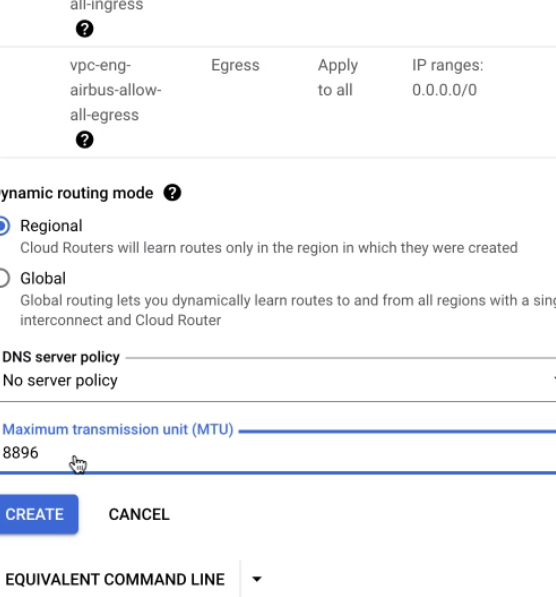 all-ingress
vpc-eng- Egress Apply IP ranges:
airbus-allow- to all 0.0.0.0/0
all-egress
ynamic routing mode
Regional
Cloud Routers will learn routes only in the region in which they were created
Global
Global routing lets you dynamically learn routes to and from all regions with a sing
interconnect and Cloud Router
DNS server policy
No server policy
Maximum transmission unit (MTU)
8896
CREATE CANCEL
EQUIVALENT COMMAND LINE